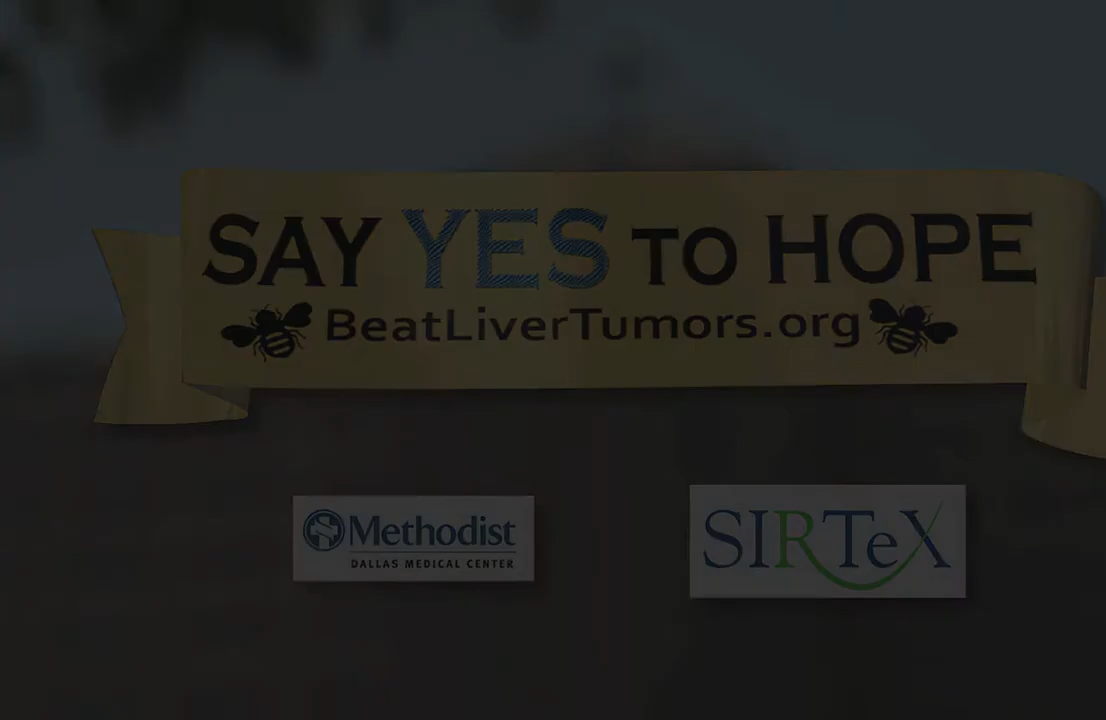 SAY YES TO HOPE
BeatLiverTumors.org
Methodist
DALLAS MEDICAL CENTER
SIRTeX